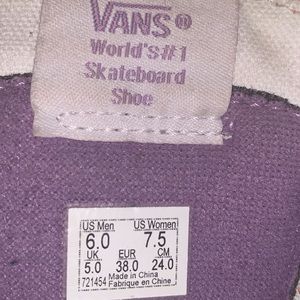 VANS®
World's#1
Skateboard
Shoe
US Men US Women
6.0 7.5
UK EUR CM
5.0 38.0 24.0
721454 Made in China
Fabrique en Chine